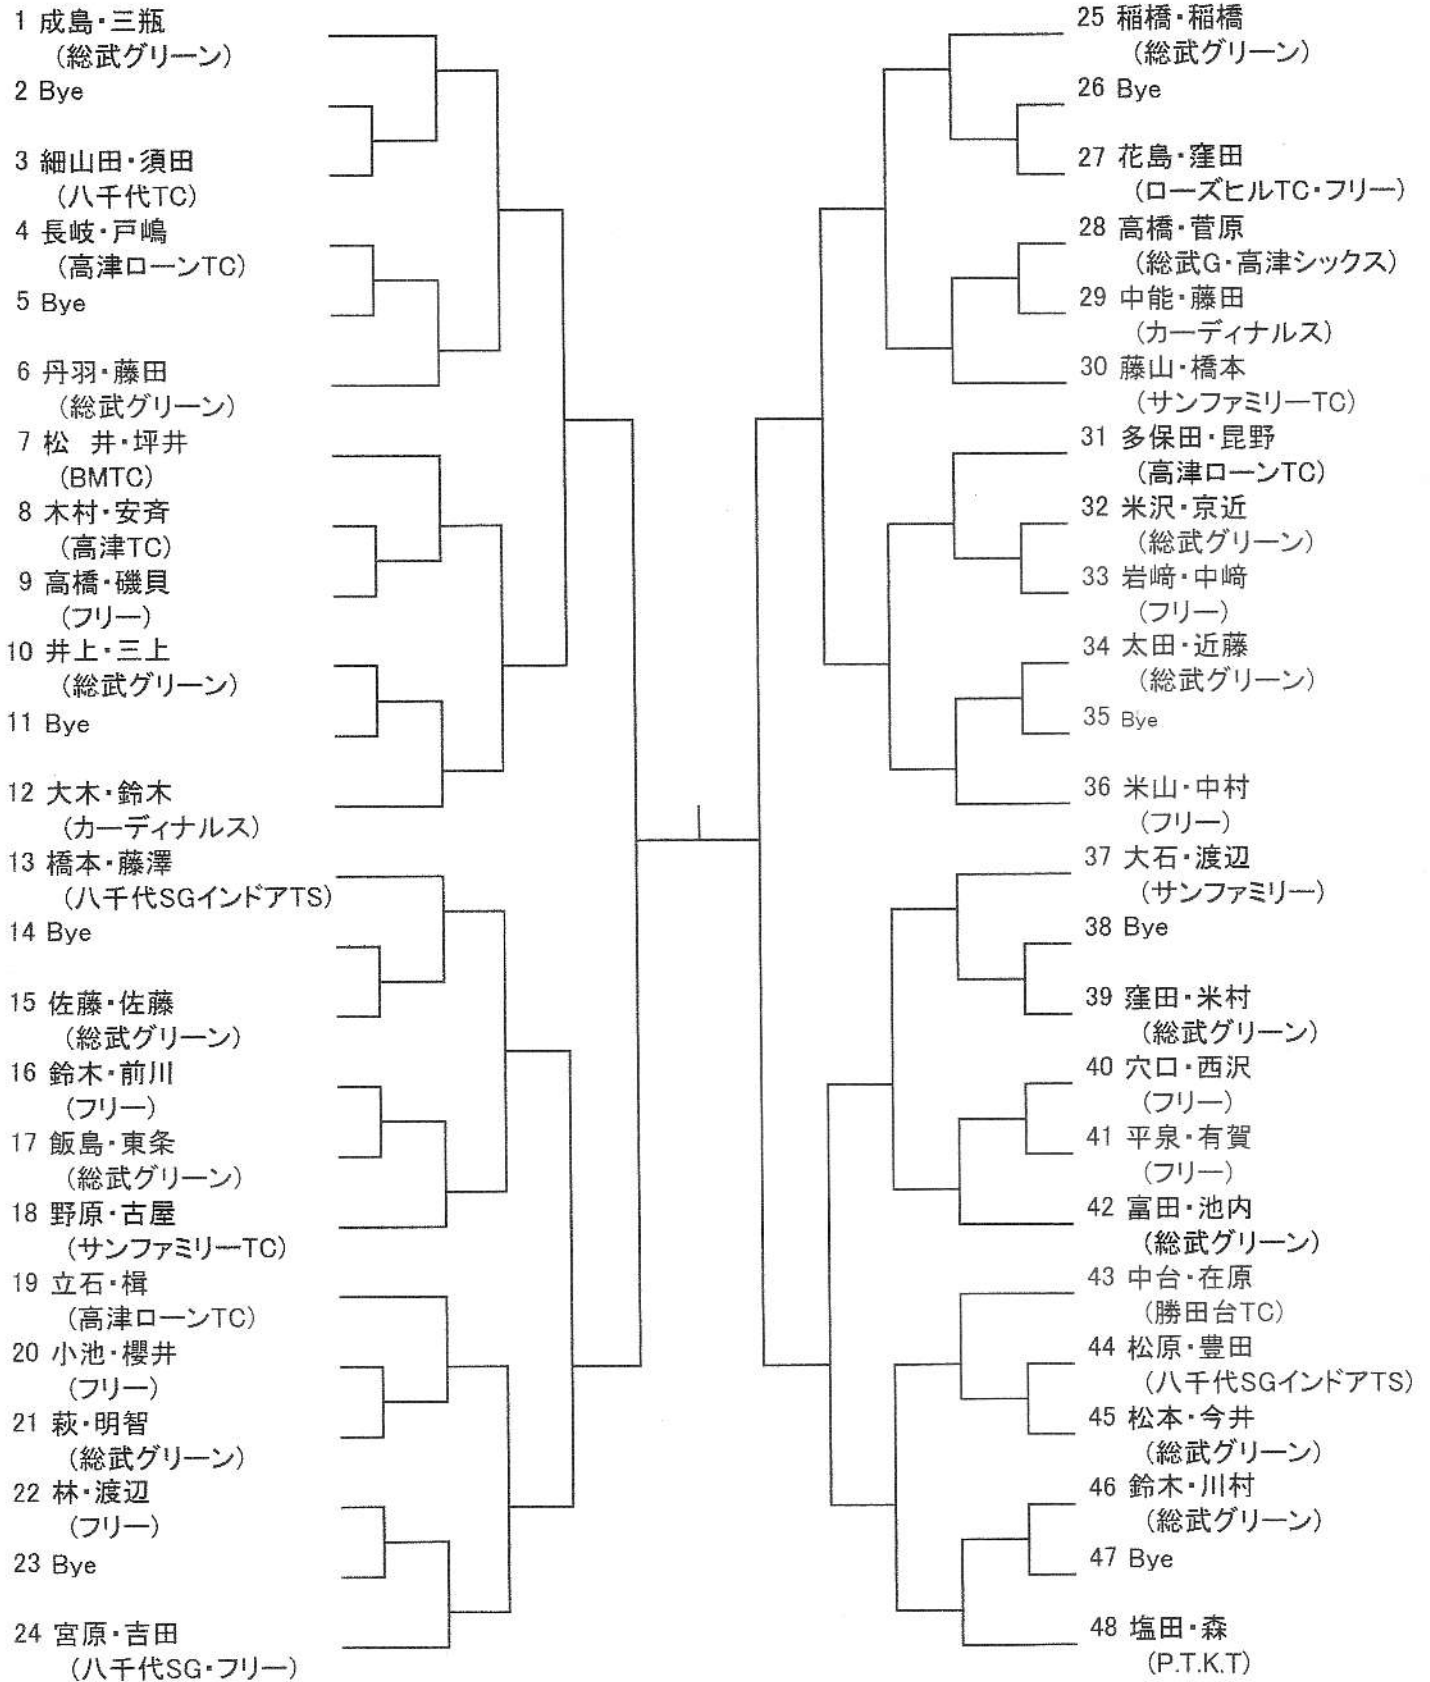 1 成島・三瓶
(総武グリーン)
2 Bye
3 細山田・須田
(八千代TC)
4 長岐・戸嶋
(高津ローンTC)
5 Bye
6 丹羽・藤田
(総武グリーン)
7 松 井・坪井
(BMTC)
8 木村・安斉
(高津TC)
9 高橋・磯貝
(フリー)
10 井上・三上
(総武グリーン)
11 Bye
12 大木・鈴木
(カーディナルス)
13 橋本・藤澤
(八千代SGインドアTS)
14 Bye
15 佐藤・佐藤
(総武グリーン)
16 鈴木・前川
(フリー)
17 飯島・東条
(総武グリーン)
18 野原・古屋
(サンファミリーTC)
19 立石・楫
(高津ローンTC)
20 小池・櫻井
(フリー)
21 萩・明智
(総武グリーン)
22 林・渡辺
(フリー)
23 Bye
24 宮原・吉田
(八千代SG・フリー)
25 稲橋・稲橋
(総武グリーン)
26 Bye
27 花島・窪田
(ローズヒルTC・フリー)
28 高橋・菅原
(総武G・高津シックス)
29 中能・藤田
(カーディナルス)
30 藤山・橋本
(サンファミリーTC)
31 多保田・昆野
(高津ローンTC)
32 米沢・京近
(総武グリーン)
33 岩﨑・中﨑
(フリー)
34 太田・近藤
(総武グリーン)
35 Bye
36 米山・中村
(フリー)
37 大石・渡辺
(サンファミリー)
38 Bye
39 窪田・米村
(総武グリーン)
40 穴口・西沢
(フリー)
41 平泉・有賀
(フリー)
42 富田・池内
(総武グリーン)
43 中台・在原
(勝田台TC)
44 松原・豊田
(八千代SGインドアTS)
45 松本・今井
(総武グリーン)
46 鈴木・川村
(総武グリーン)
47 Bye
48 塩田・森
(P.T.K.T)